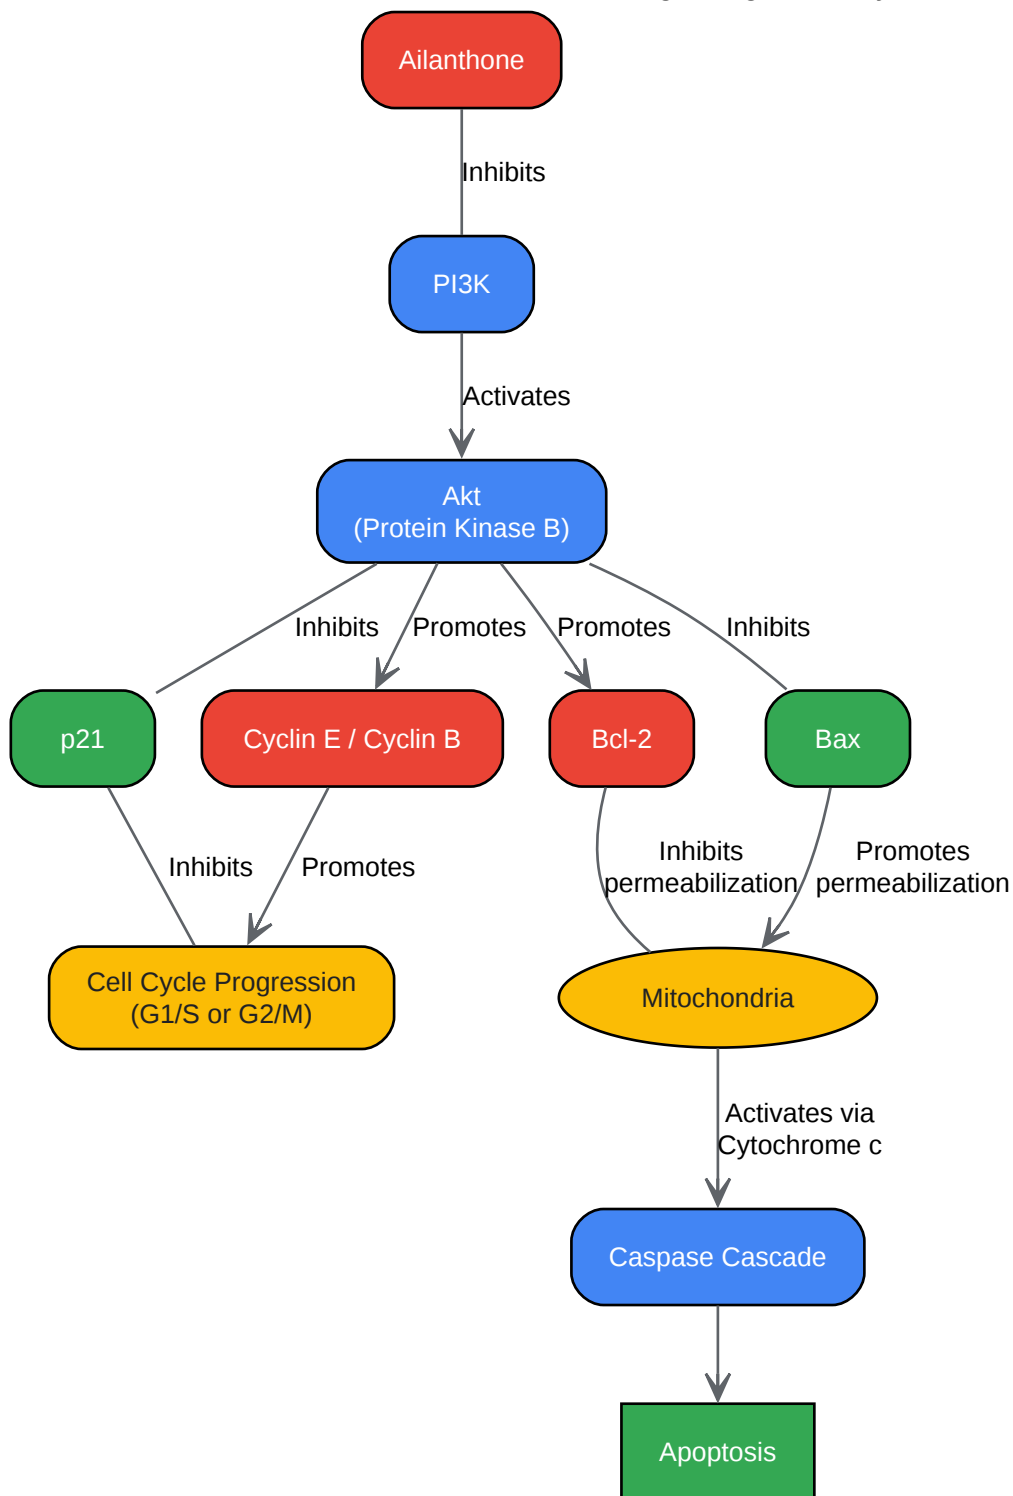 Ailanthone
Inhibits
PI3K
Activates
Akt
(Protein Kinase B)
Inhibits
Promotes
Promotes
Inhibits
p21
Cyclin E / Cyclin B
Bcl-2
Bax
Inhibits
Promotes
Inhibits
permeabilization
Promotes
permeabilization
Cell Cycle Progression
(G1/S or G2/M)
Mitochondria
Activates via
Cytochrome c
Caspase Cascade
Apoptosis